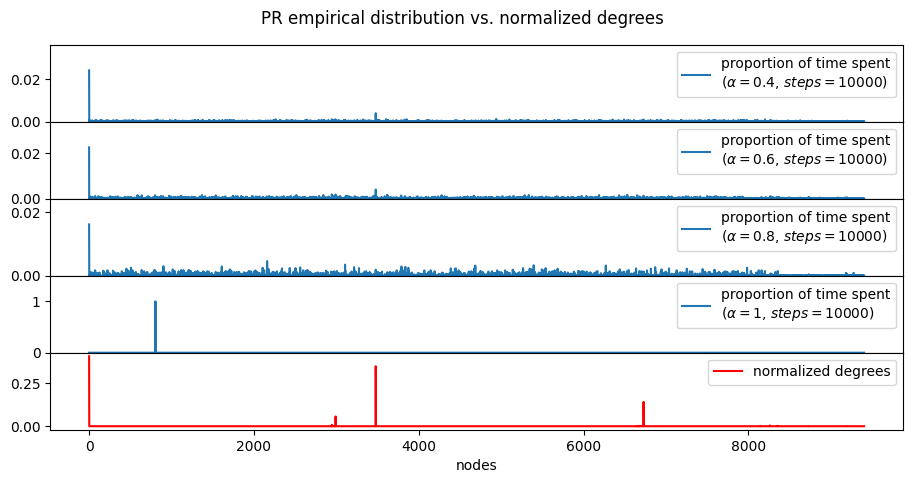 PR empirical distribution vs. normalized degrees
0.02
0.00
proportion of time spent
(α = 0.4, steps = 10000)
0.02
0.00
proportion of time spent
(α = 0.6, steps = 10000)
0.02
0.00
proportion of time spent
(α = 0.8, steps = 10000)
1
0
proportion of time spent
(α = 1, steps = 10000)
0.25
0.00
normalized degrees
0 2000 4000 6000 8000
nodes